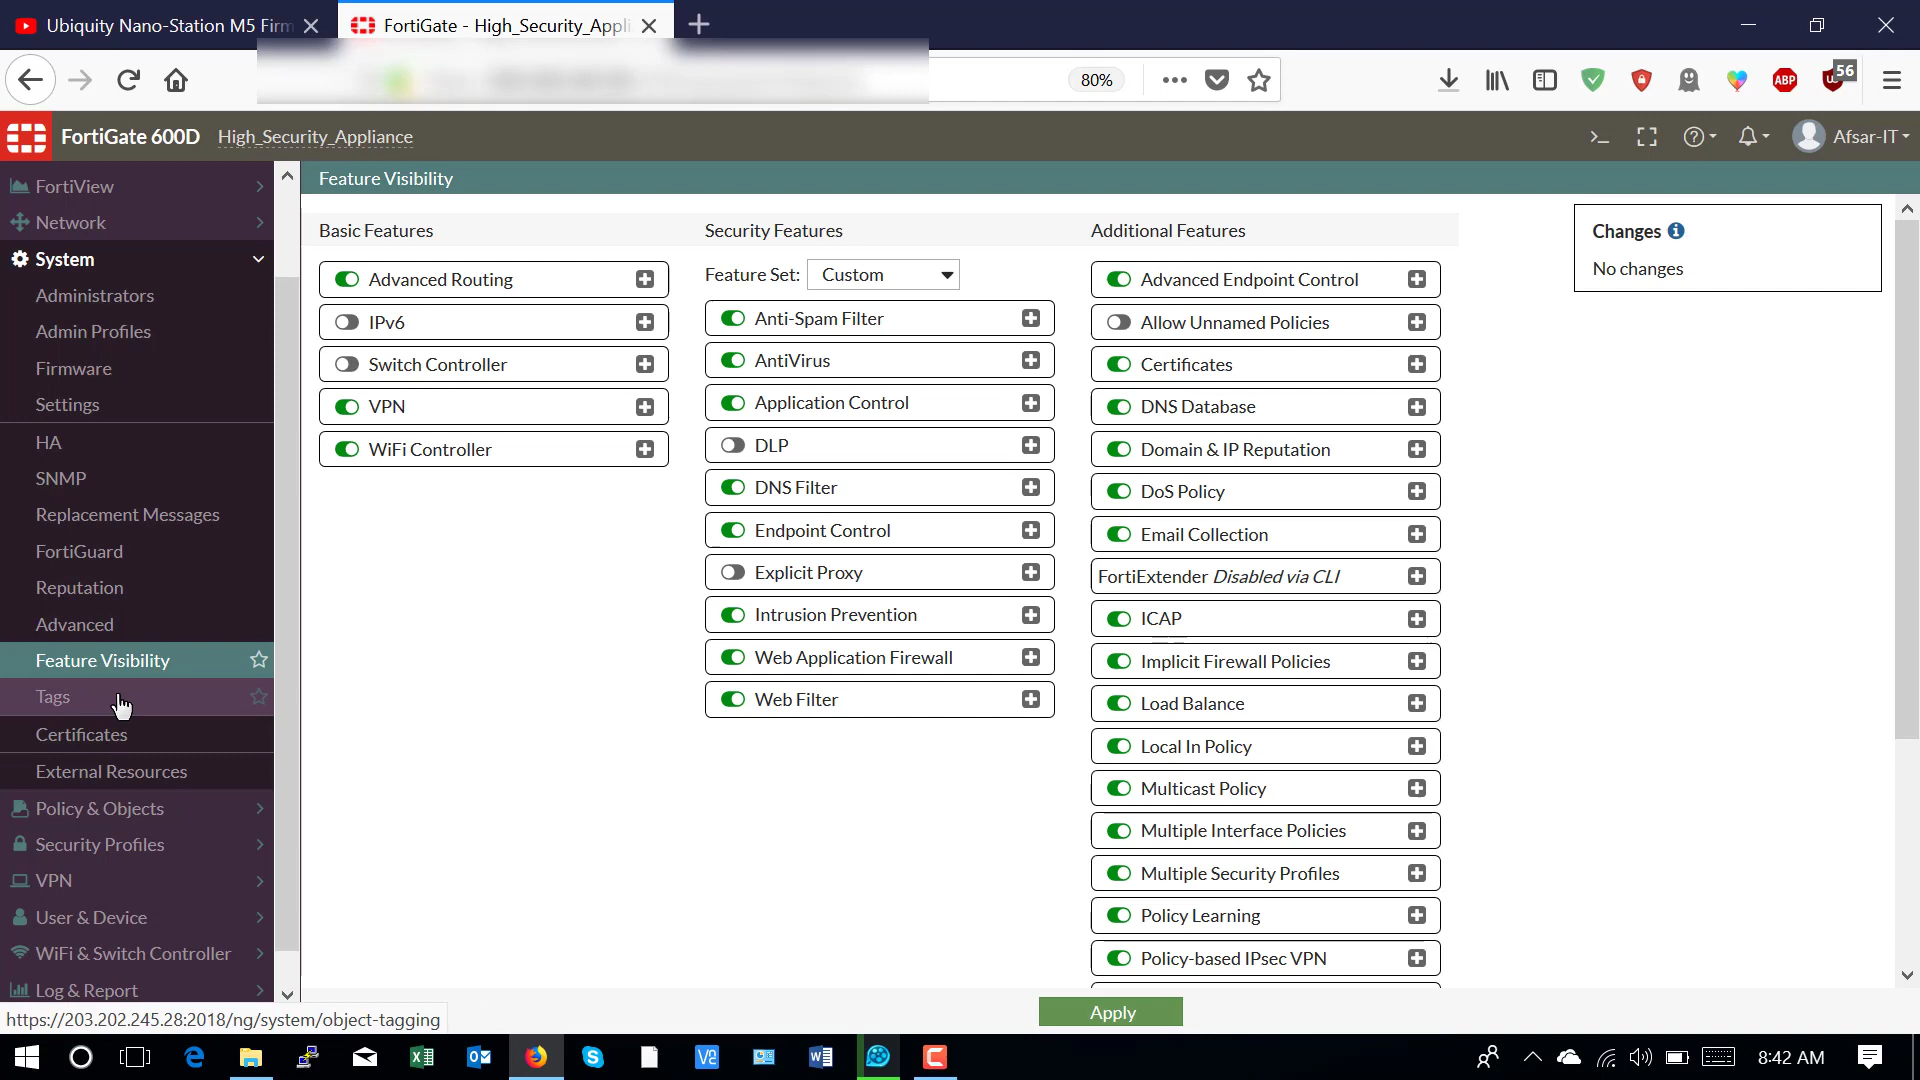 Ubiquity Nano-Station M5 Firm
FortiGate - High_Security_Appli
80%
ABP
56
FortiGate 600D
High_Security_Appliance
Afsar-IT
FortiView
Network
System
Administrators
Admin Profiles
Firmware
Settings
HA
SNMP
Replacement Messages
FortiGuard
Reputation
Advanced
Feature Visibility
Tags
Certificates
External Resources
Policy & Objects
Security Profiles
VPN
User & Device
WiFi & Switch Controller
Log & Report
Feature Visibility
Basic Features
Advanced Routing
IPv6
Switch Controller
VPN
WiFi Controller
Security Features
Feature Set: Custom
Anti-Spam Filter
AntiVirus
Application Control
DLP
DNS Filter
Endpoint Control
Explicit Proxy
Intrusion Prevention
Web Application Firewall
Web Filter
Additional Features
Advanced Endpoint Control
Allow Unnamed Policies
Certificates
DNS Database
Domain & IP Reputation
DoS Policy
Email Collection
FortiExtender Disabled via CLI
ICAP
Implicit Firewall Policies
Load Balance
Local In Policy
Multicast Policy
Multiple Interface Policies
Multiple Security Profiles
Policy Learning
Policy-based IPsec VPN
Changes
No changes
Apply
https://203.202.245.28:2018/ng/system/object-tagging
8:42 AM